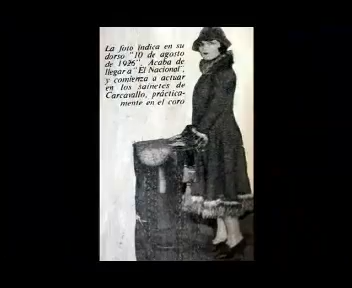 La foto indica en su
dorso "10 de agosto
de 1926". Acaba de
llegar a "El Nacional",
y comienza a actuar
en los sainetes de
Carcavallo, práctica-
mente en el coro